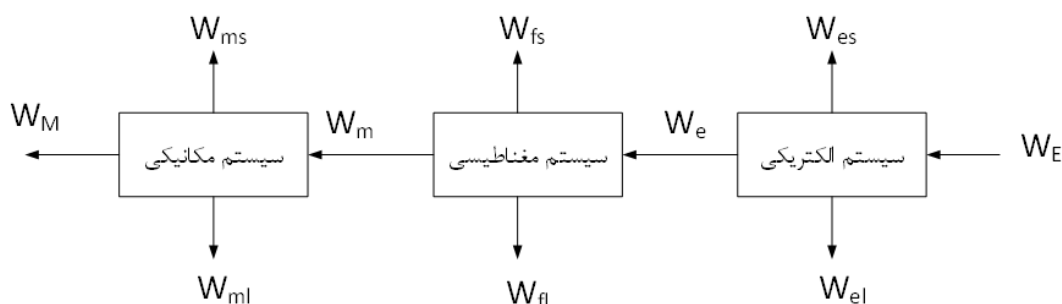 W_ms W_fs W_es
W_M W_m W_e W_E
سیستم مکانیکی سیستم مغناطیسی سیستم الکتریکی
W_ml W_fl W_el